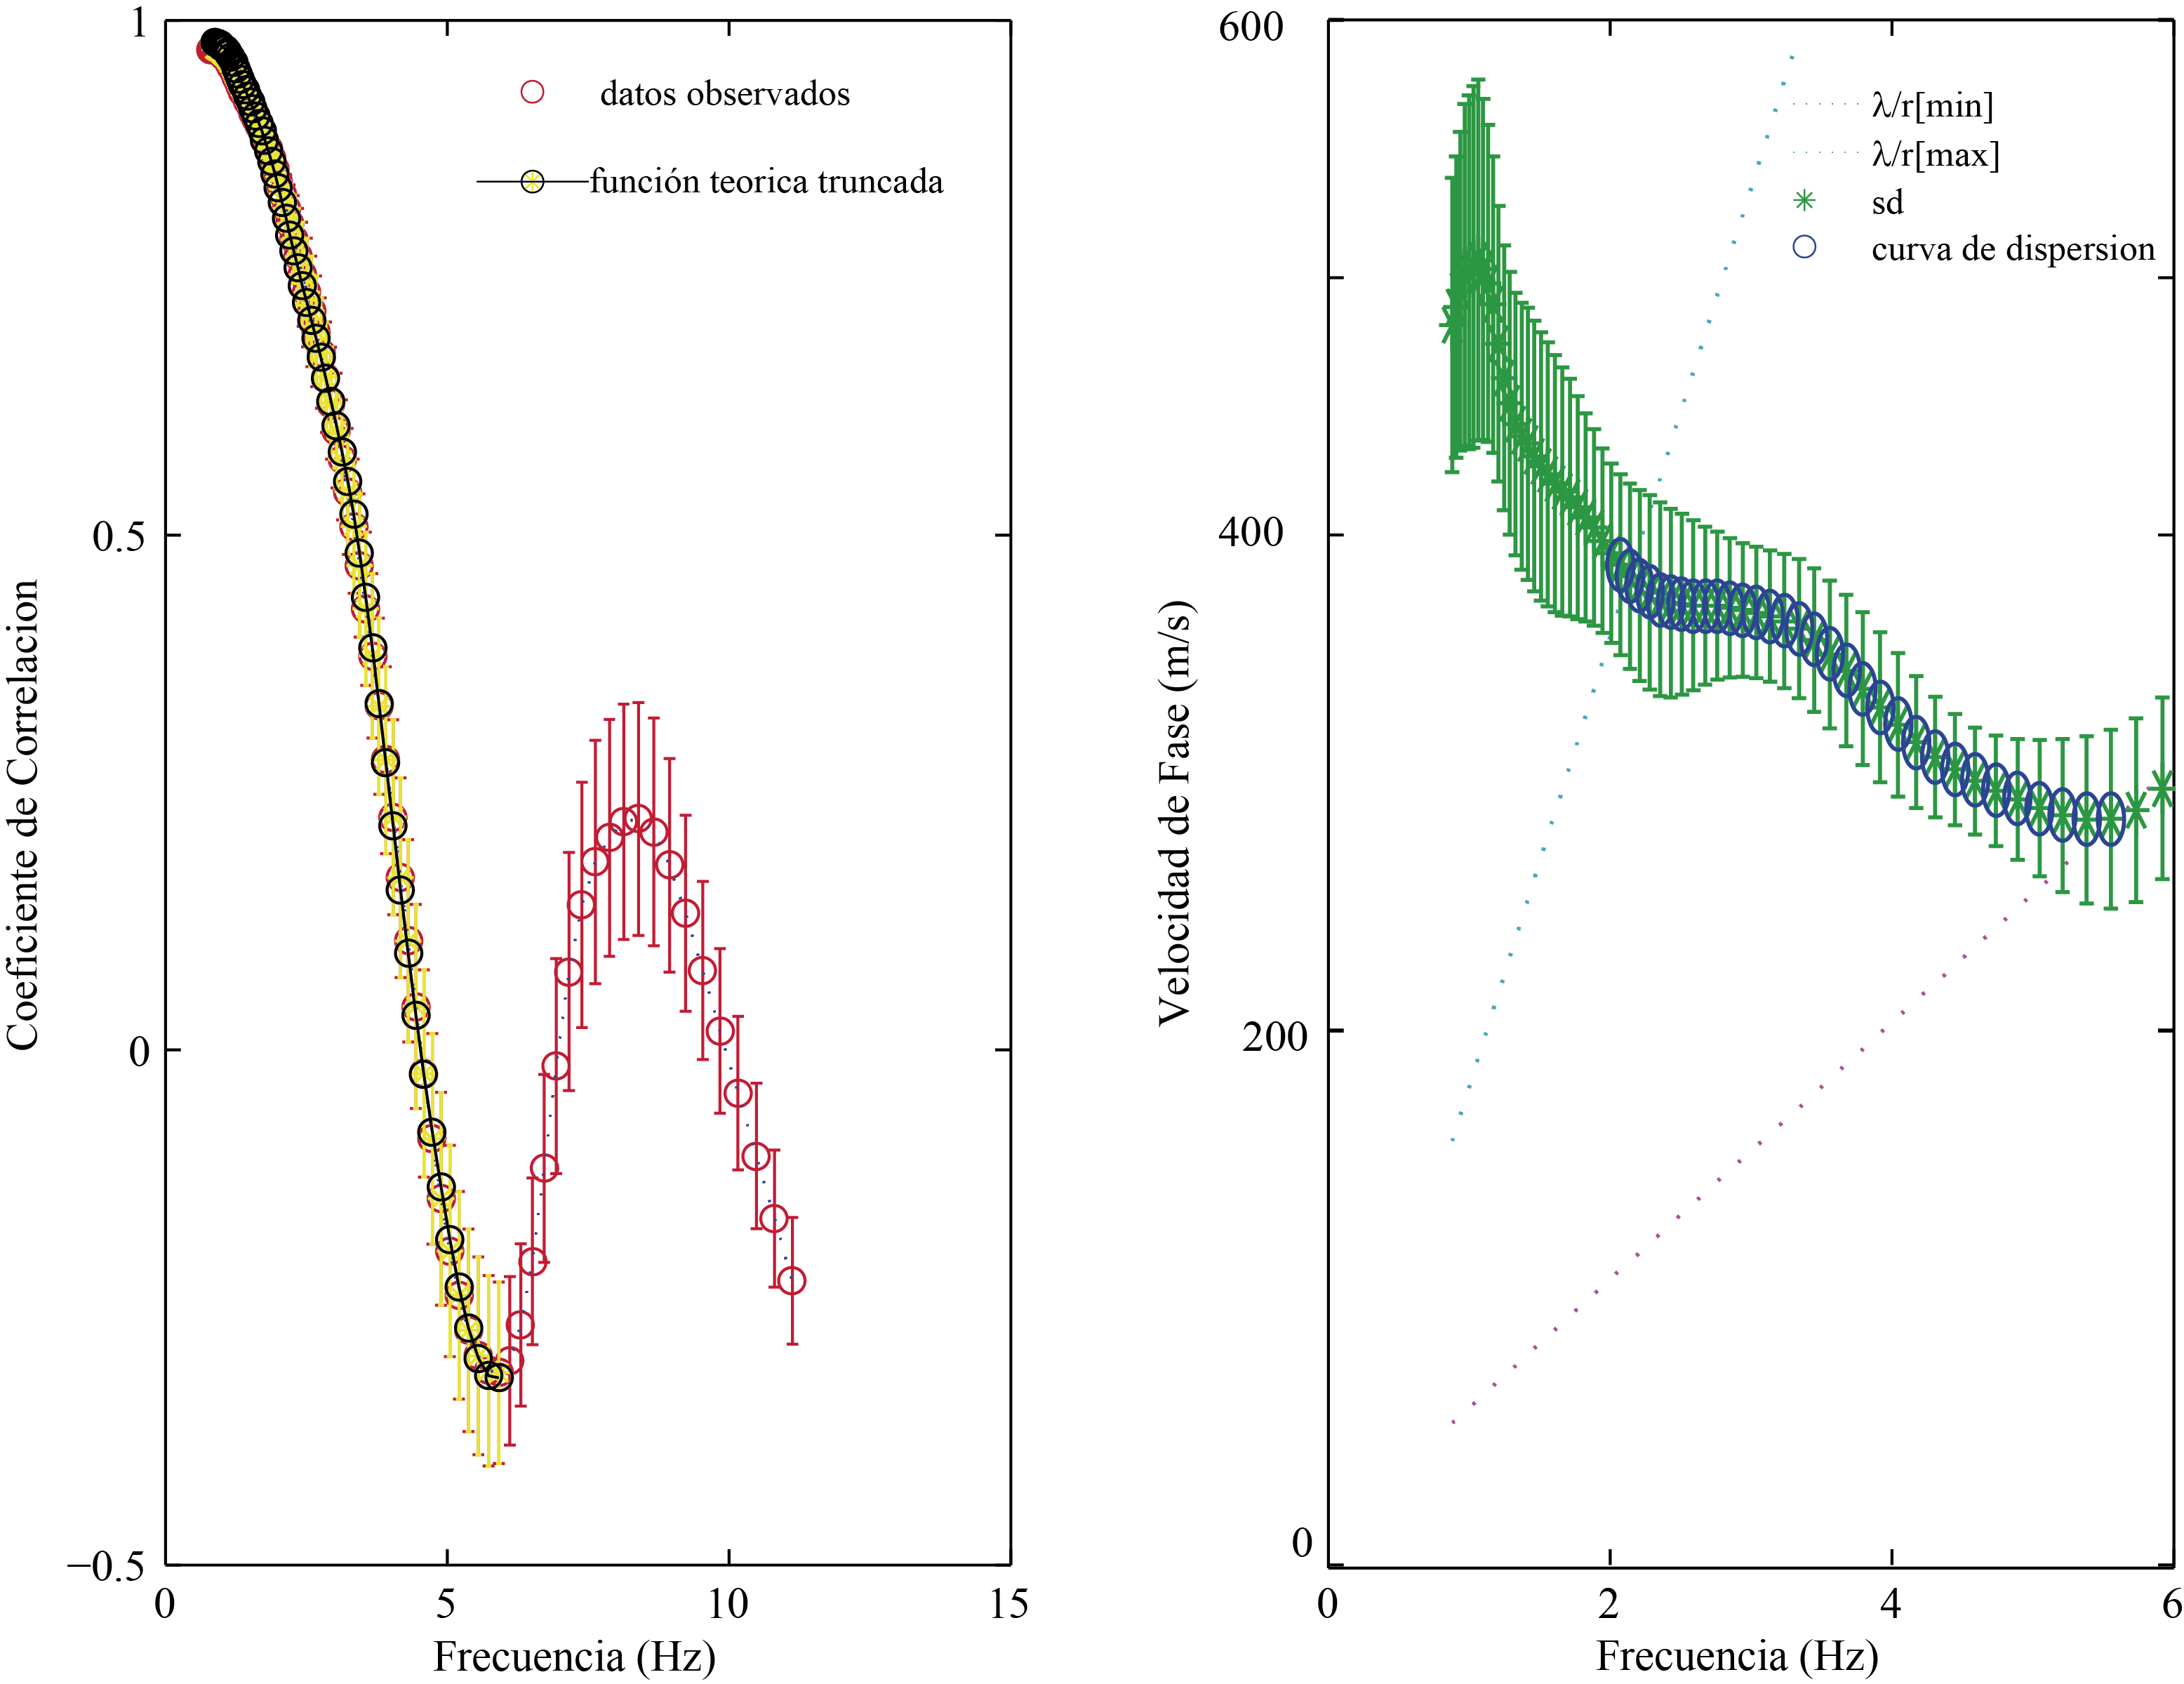 1
0.5
0
−0.5
0
5
10
15
Coeficiente de Correlacion
Frecuencia (Hz)
datos observados
función teorica truncada
600
400
200
0
0
2
4
6
Velocidad de Fase (m/s)
Frecuencia (Hz)
λ/r[min]
λ/r[max]
sd
curva de dispersion